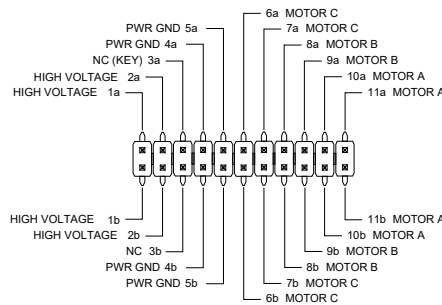 6a MOTOR C
PWR GND 5a
7a MOTOR C
PWR GND 4a
8a MOTOR B
NC (KEY) 3a
9a MOTOR B
HIGH VOLTAGE 2a
10a MOTOR A
HIGH VOLTAGE 1a
11a MOTOR A
HIGH VOLTAGE 1b
11b MOTOR A
HIGH VOLTAGE 2b
10b MOTOR A
NC 3b
9b MOTOR B
PWR GND 4b
8b MOTOR B
PWR GND 5b
7b MOTOR C
6b MOTOR C